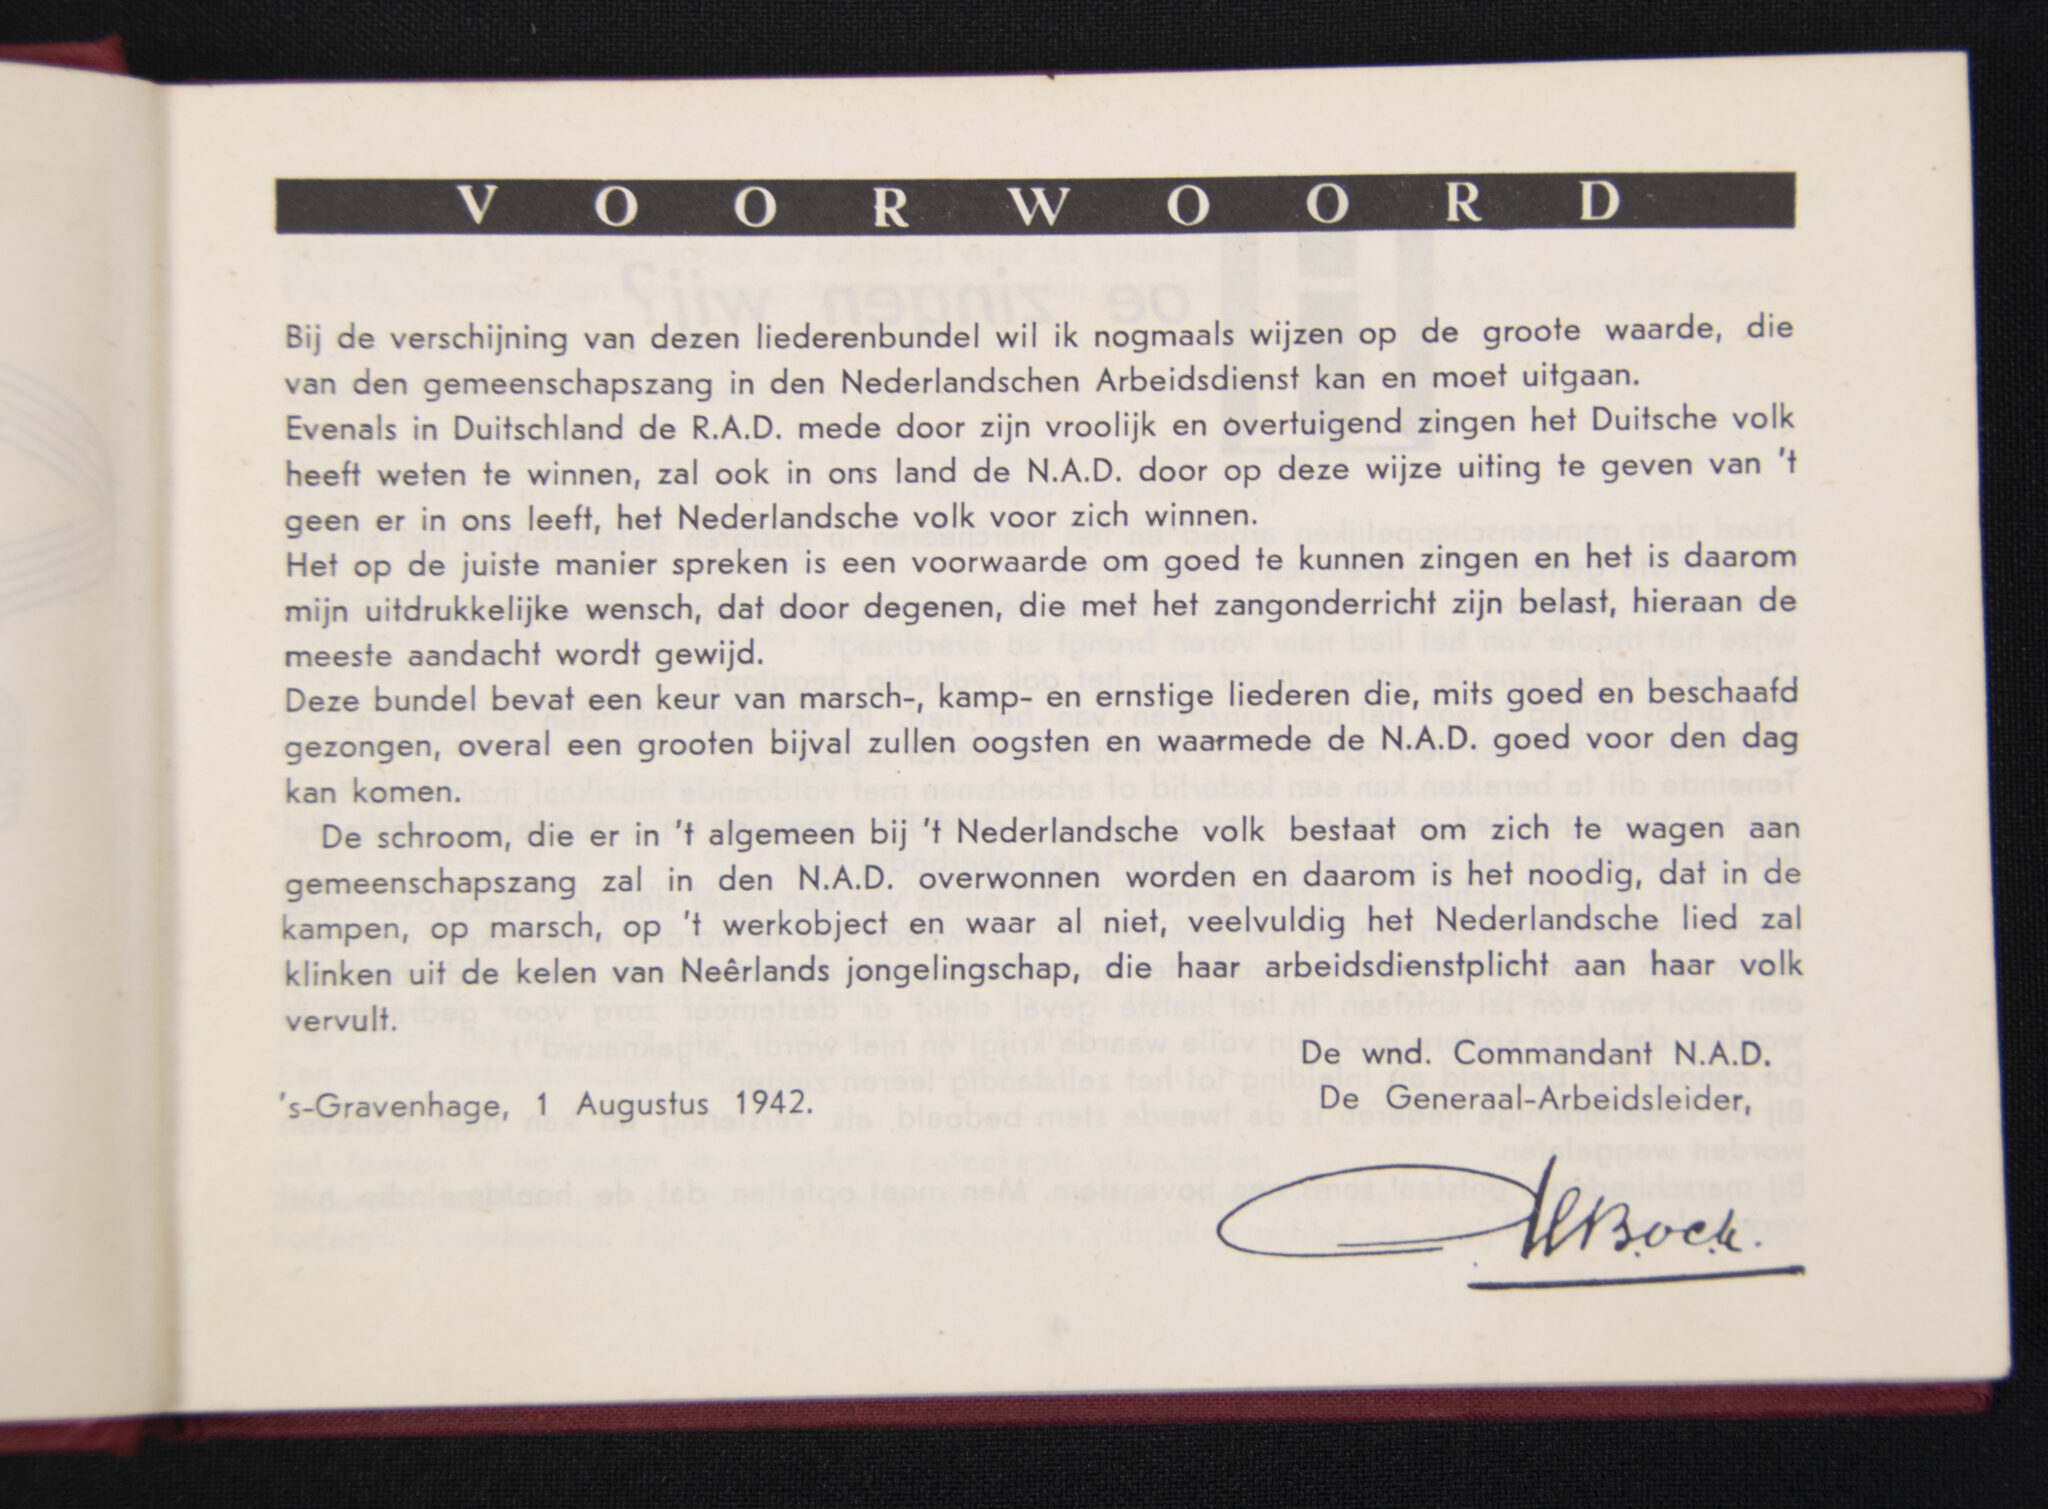 VOORWOORD
Bij de verschijning van dezen liederenbundel wil ik nogmaals wijzen op de groote waarde, die
van den gemeenschapszang in den Nederlandschen Arbeidsdienst kan en moet uitgaan.
Evenals in Duitschland de R.A.D. mede door zijn vroolijk en overtuigend zingen het Duitsche volk
heeft weten te winnen, zal ook in ons land de N.A.D. door op deze wijze uiting te geven van 't
geen er in ons leeft, het Nederlandsche volk voor zich winnen.
Het op de juiste manier spreken is een voorwaarde om goed te kunnen zingen en het is daarom
mijn uitdrukkelijke wensch, dat door degenen, die met het zangonderricht zijn belast, hieraan de
meeste aandacht wordt gewijd.
Deze bundel bevat een keur van marsch-, kamp- en ernstige liederen die, mits goed en beschaafd
gezongen, overal een grooten bijval zullen oogsten en waarmede de N.A.D. goed voor den dag
kan komen.
De schroom, die er in 't algemeen bij 't Nederlandsche volk bestaat om zich te wagen aan
gemeenschapszang zal in den N.A.D. overwonnen worden en daarom is het noodig, dat in de
kampen, op marsch, op 't werkobject en waar al niet, veelvuldig het Nederlandsche lied zal
klinken uit de kelen van Neêrlands jongelingschap, die haar arbeidsdienstplicht aan haar volk
vervult.
De wnd. Commandant N.A.D.
De Generaal-Arbeidsleider,
's-Gravenhage, 1 Augustus 1942.
Bock.